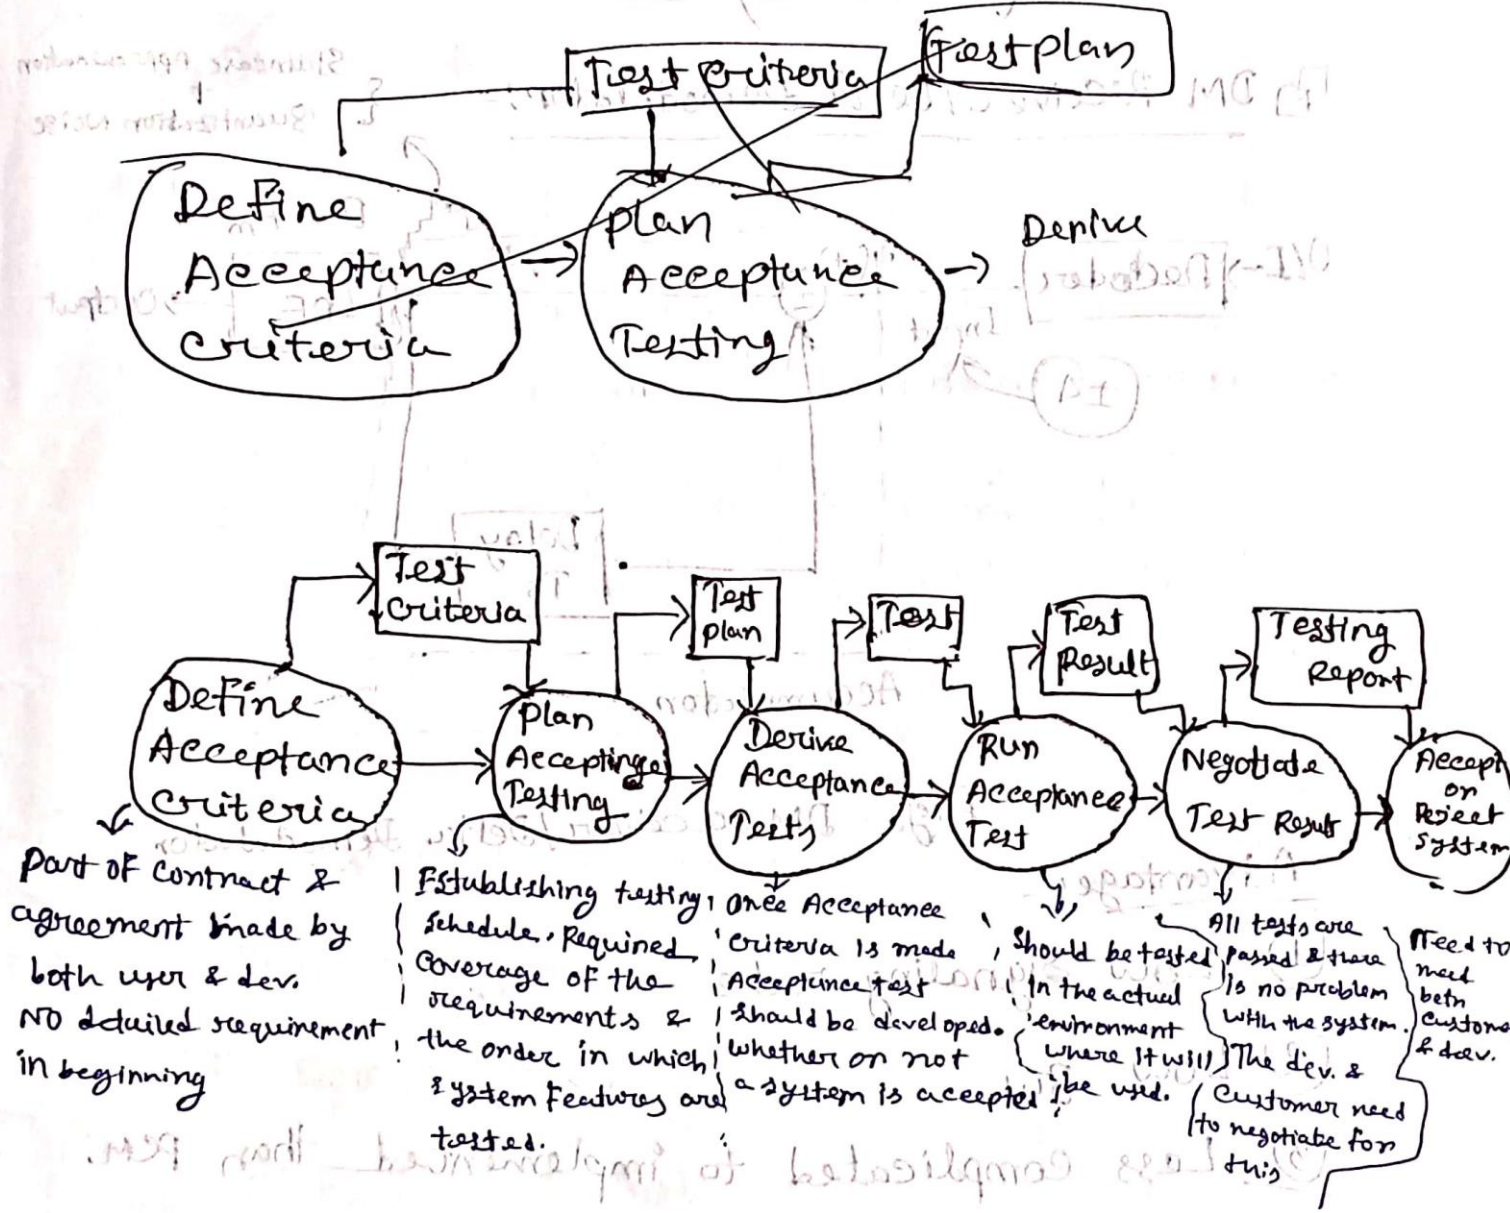 Test Criteria
Test plan
Define
Acceptance
Criteria
plan
Acceptance
Testing
Derive
Test
Criteria
Test
plan
Test
Test
Result
Testing
Report
Define
Acceptance
Criteria
plan
Testing
Derive
Acceptance
Tests
Run
Acceptance
Test
Negotiate
Test Result
Accept
or
Reject
System
Part of contract &
agreement made by
both user & dev.
NO detailed requirement
in beginning
Establishing testing
schedule. Required
coverage of the
requirements &
the order in which
system Features are
tested.
Once Acceptance
criteria is made
Acceptance test
should be developed.
whether or not
a system is accepted
Should be tested
in the actual
environment
where it will
be used.
All tests are
passed & there
is no problem
with the system.
The dev. &
customer need
to negotiate for
this
Need to
betn
custome
& dev.